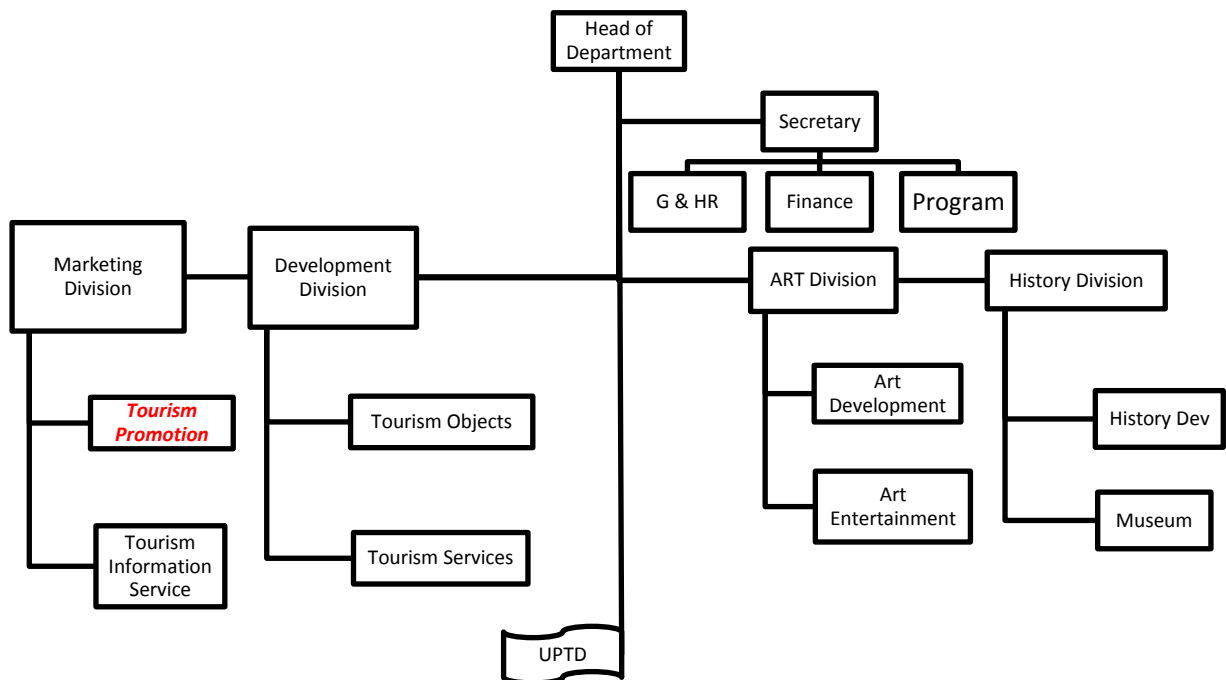 Head of
Department
Secretary
G & HR
Finance
Program
Marketing
Division
Development
Division
ART Division
History Division
Tourism
Promotion
Tourism Objects
Art
Development
History Dev
Tourism
Information
Service
Tourism Services
Art
Entertainment
Museum
UPTD